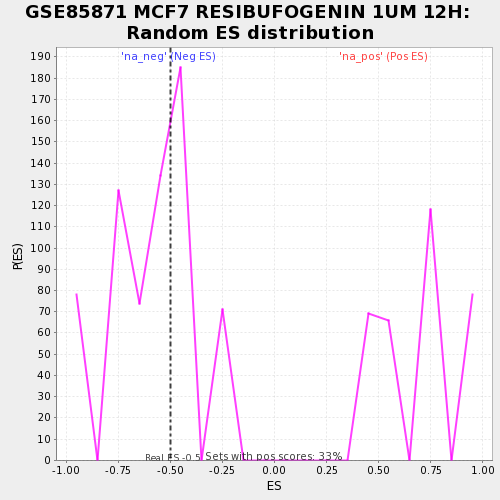 GSE85871 MCF7 RESIBUFOGENIN 1UM 12H:
Random ES distribution
'na_neg' (Neg ES)
'na_pos' (Pos ES)
190
180
170
160
150
140
130
120
110
100
90
80
70
60
50
40
30
20
10
0
P(ES)
Real ES -0.5
Sets with pos scores: 33%
-1.00 -0.75 -0.50 -0.25 0.00 0.25 0.50 0.75 1.00
ES